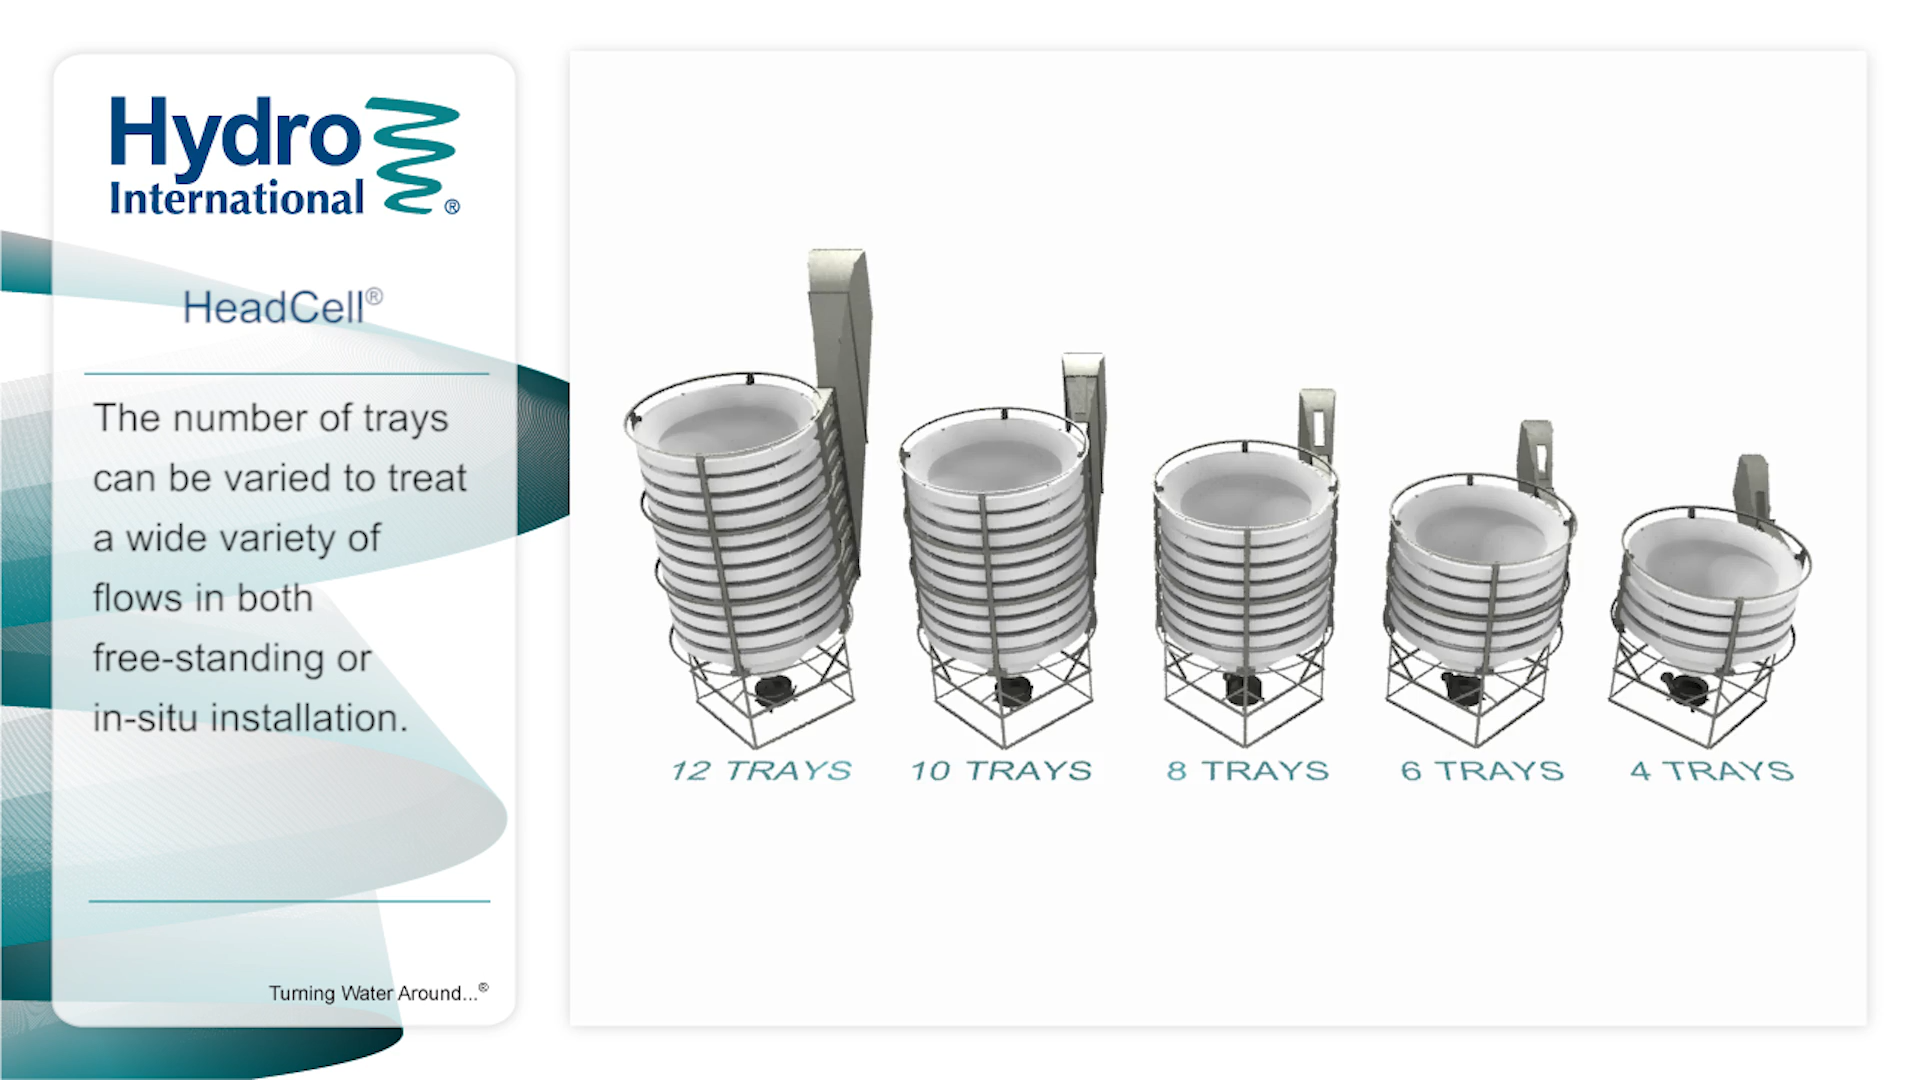 Hydro
International ®
HeadCell®
The number of trays
can be varied to treat
a wide variety of
flows in both
free-standing or
in-situ installation.
Turning Water Around...®
12 TRAYS
10 TRAYS
8 TRAYS
6 TRAYS
4 TRAYS